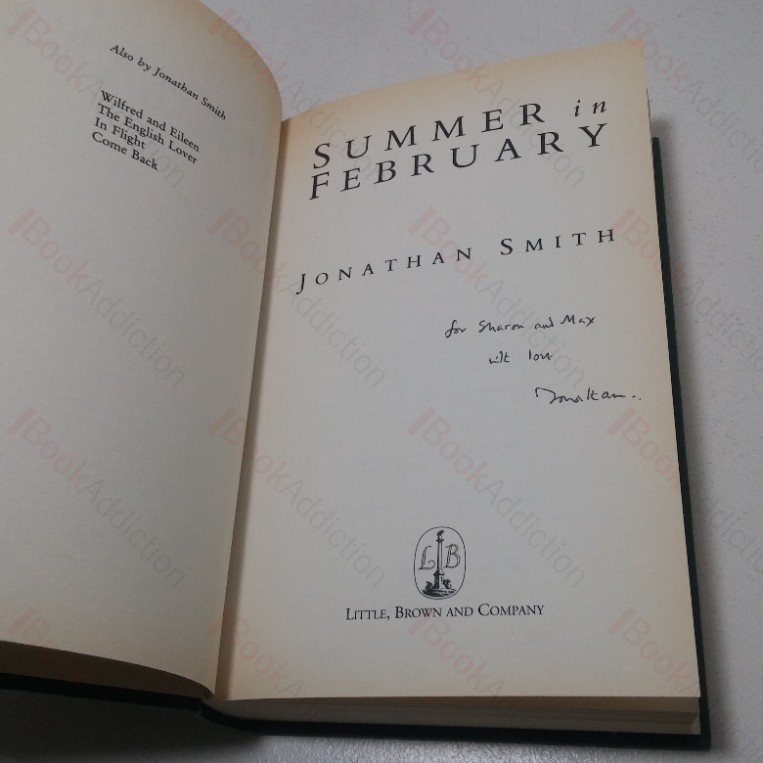 Also by Jonathan Smith
Wilfred and Eileen
The English Lover
In Flight
Come Back
SUMMER in
FEBRUARY
JONATHAN SMITH
for Sharon and Max
with love
Jonathan..
L B
LITTLE, BROWN AND COMPANY
BookAddiction